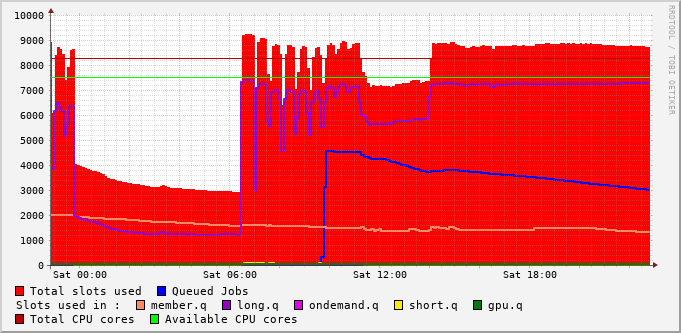 10000
9000
8000
7000
6000
5000
4000
3000
2000
1000
0
Sat 00:00 Sat 06:00 Sat 12:00 Sat 18:00
RRDTOOL / TOBI OETIKER
Total slots used Queued Jobs
Slots used in : member.q long.q ondemand.q short.q gpu.q
Total CPU cores Available CPU cores